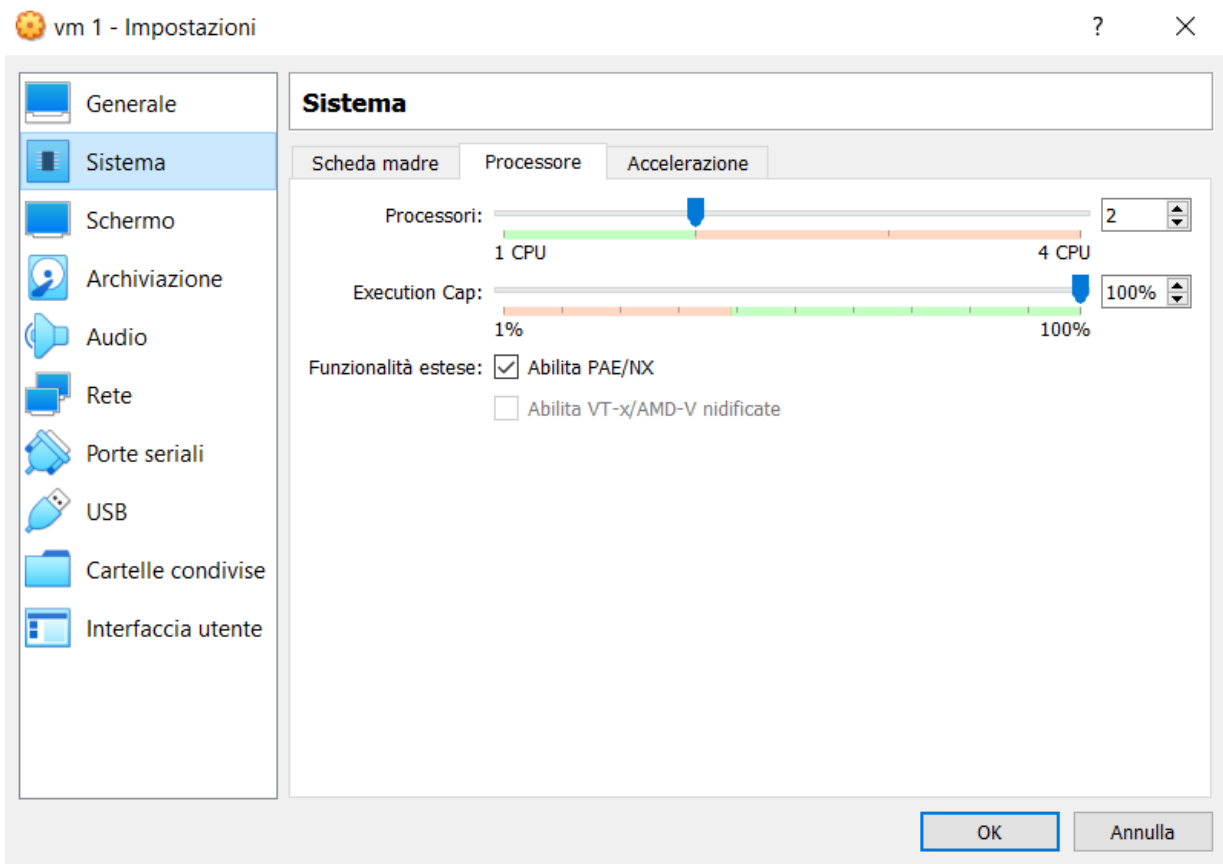 vm 1 - Impostazioni
?
Generale
Sistema
Schermo
Archiviazione
Audio
Rete
Porte seriali
USB
Cartelle condivise
Interfaccia utente
Sistema
Scheda madre Processore Accelerazione
Processori: 2
1 CPU 4 CPU
Execution Cap: 100%
1% 100%
Funzionalità estese: Abilita PAE/NX
Abilita VT-x/AMD-V nidificate
OK Annulla